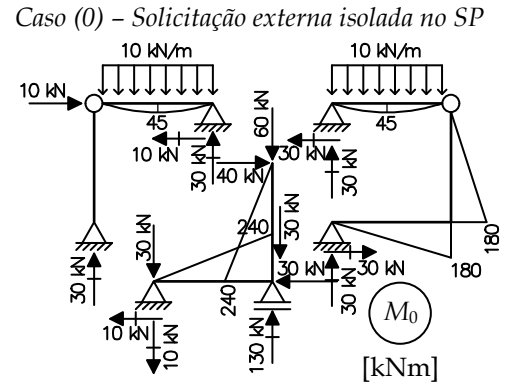 Caso (0) – Solicitação externa isolada no SP
10 kN/m
10 kN/m
10 kN
45
60 kN
45
10 kN
30 kN
40 kN
30 kN
30 kN
30 kN
240
30 kN
30 kN
240
30 kN
30 kN
30 kN
180
180
10 kN
10 kN
130 kN
M₀
[kNm]